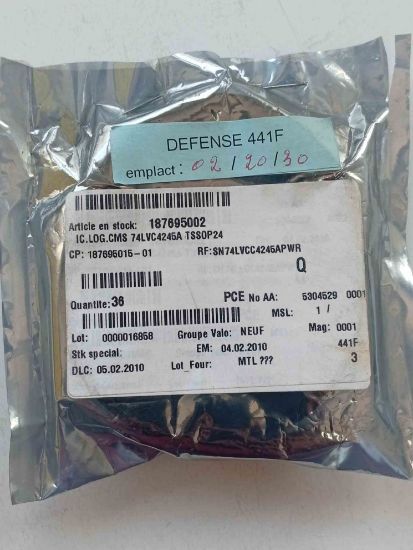 DEFENSE 441F
emplact : 02/20/30
Article en stock: 187695002
IC.LOG.CMS 74LVC4245A TSSOP24
CP: 187695015-01 RF:SN74LVCC4245APWR
Q
Quantite: 36 PCE No AA: 5304529 0001
MSL: 1 /
Lot: 0000016858 Groupe Valo: NEUF Mag: 0001
Stk special: EM: 04.02.2010 441F
DLC: 05.02.2010 Lot_Four: MTL ??? 3